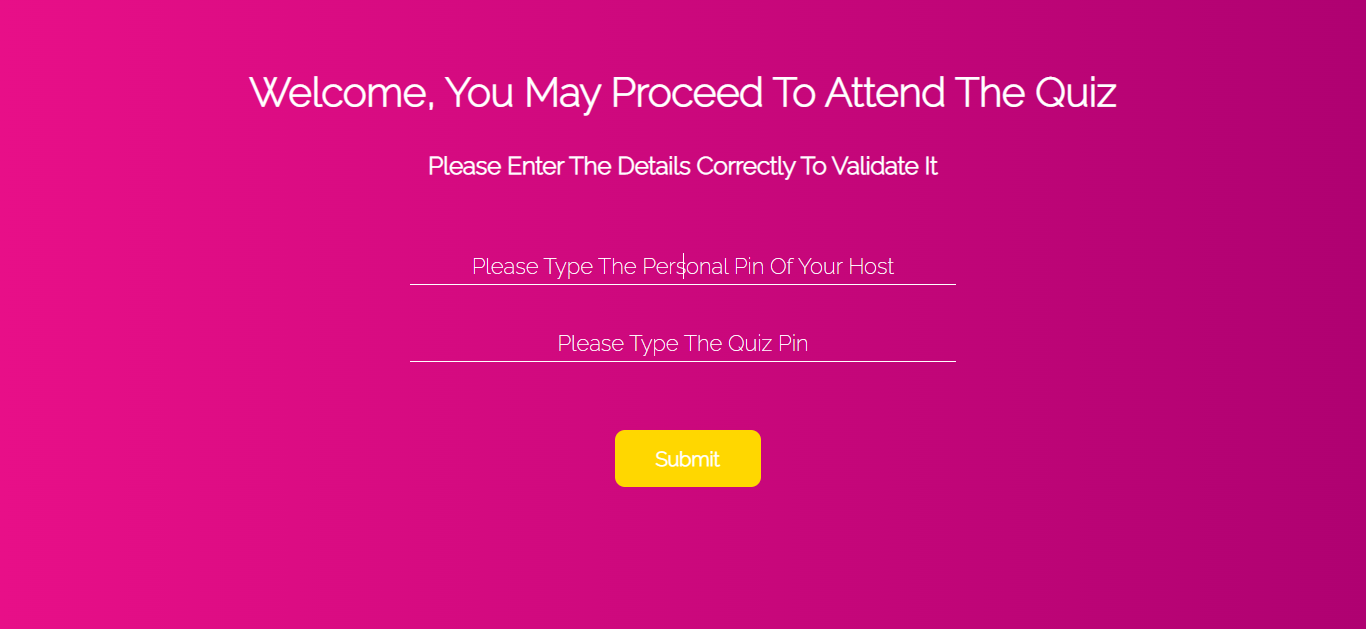 Welcome, You May Proceed To Attend The Quiz
Please Enter The Details Correctly To Validate It
Please Type The Personal Pin Of Your Host
Please Type The Quiz Pin
Submit